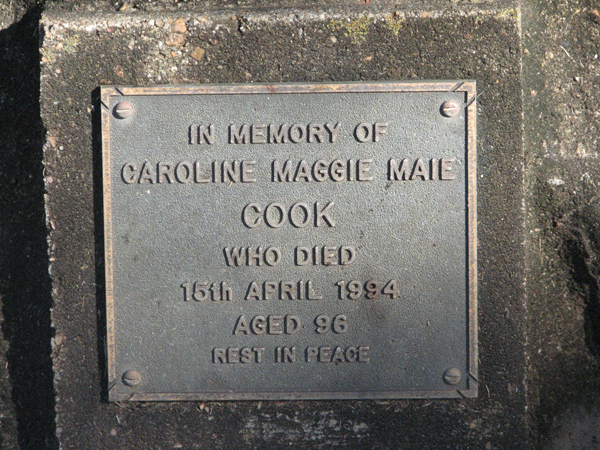 IN MEMORY OF
CAROLINE MAGGIE MAIE
COOK
WHO DIED
15th APRIL 1994
AGED 96
REST IN PEACE